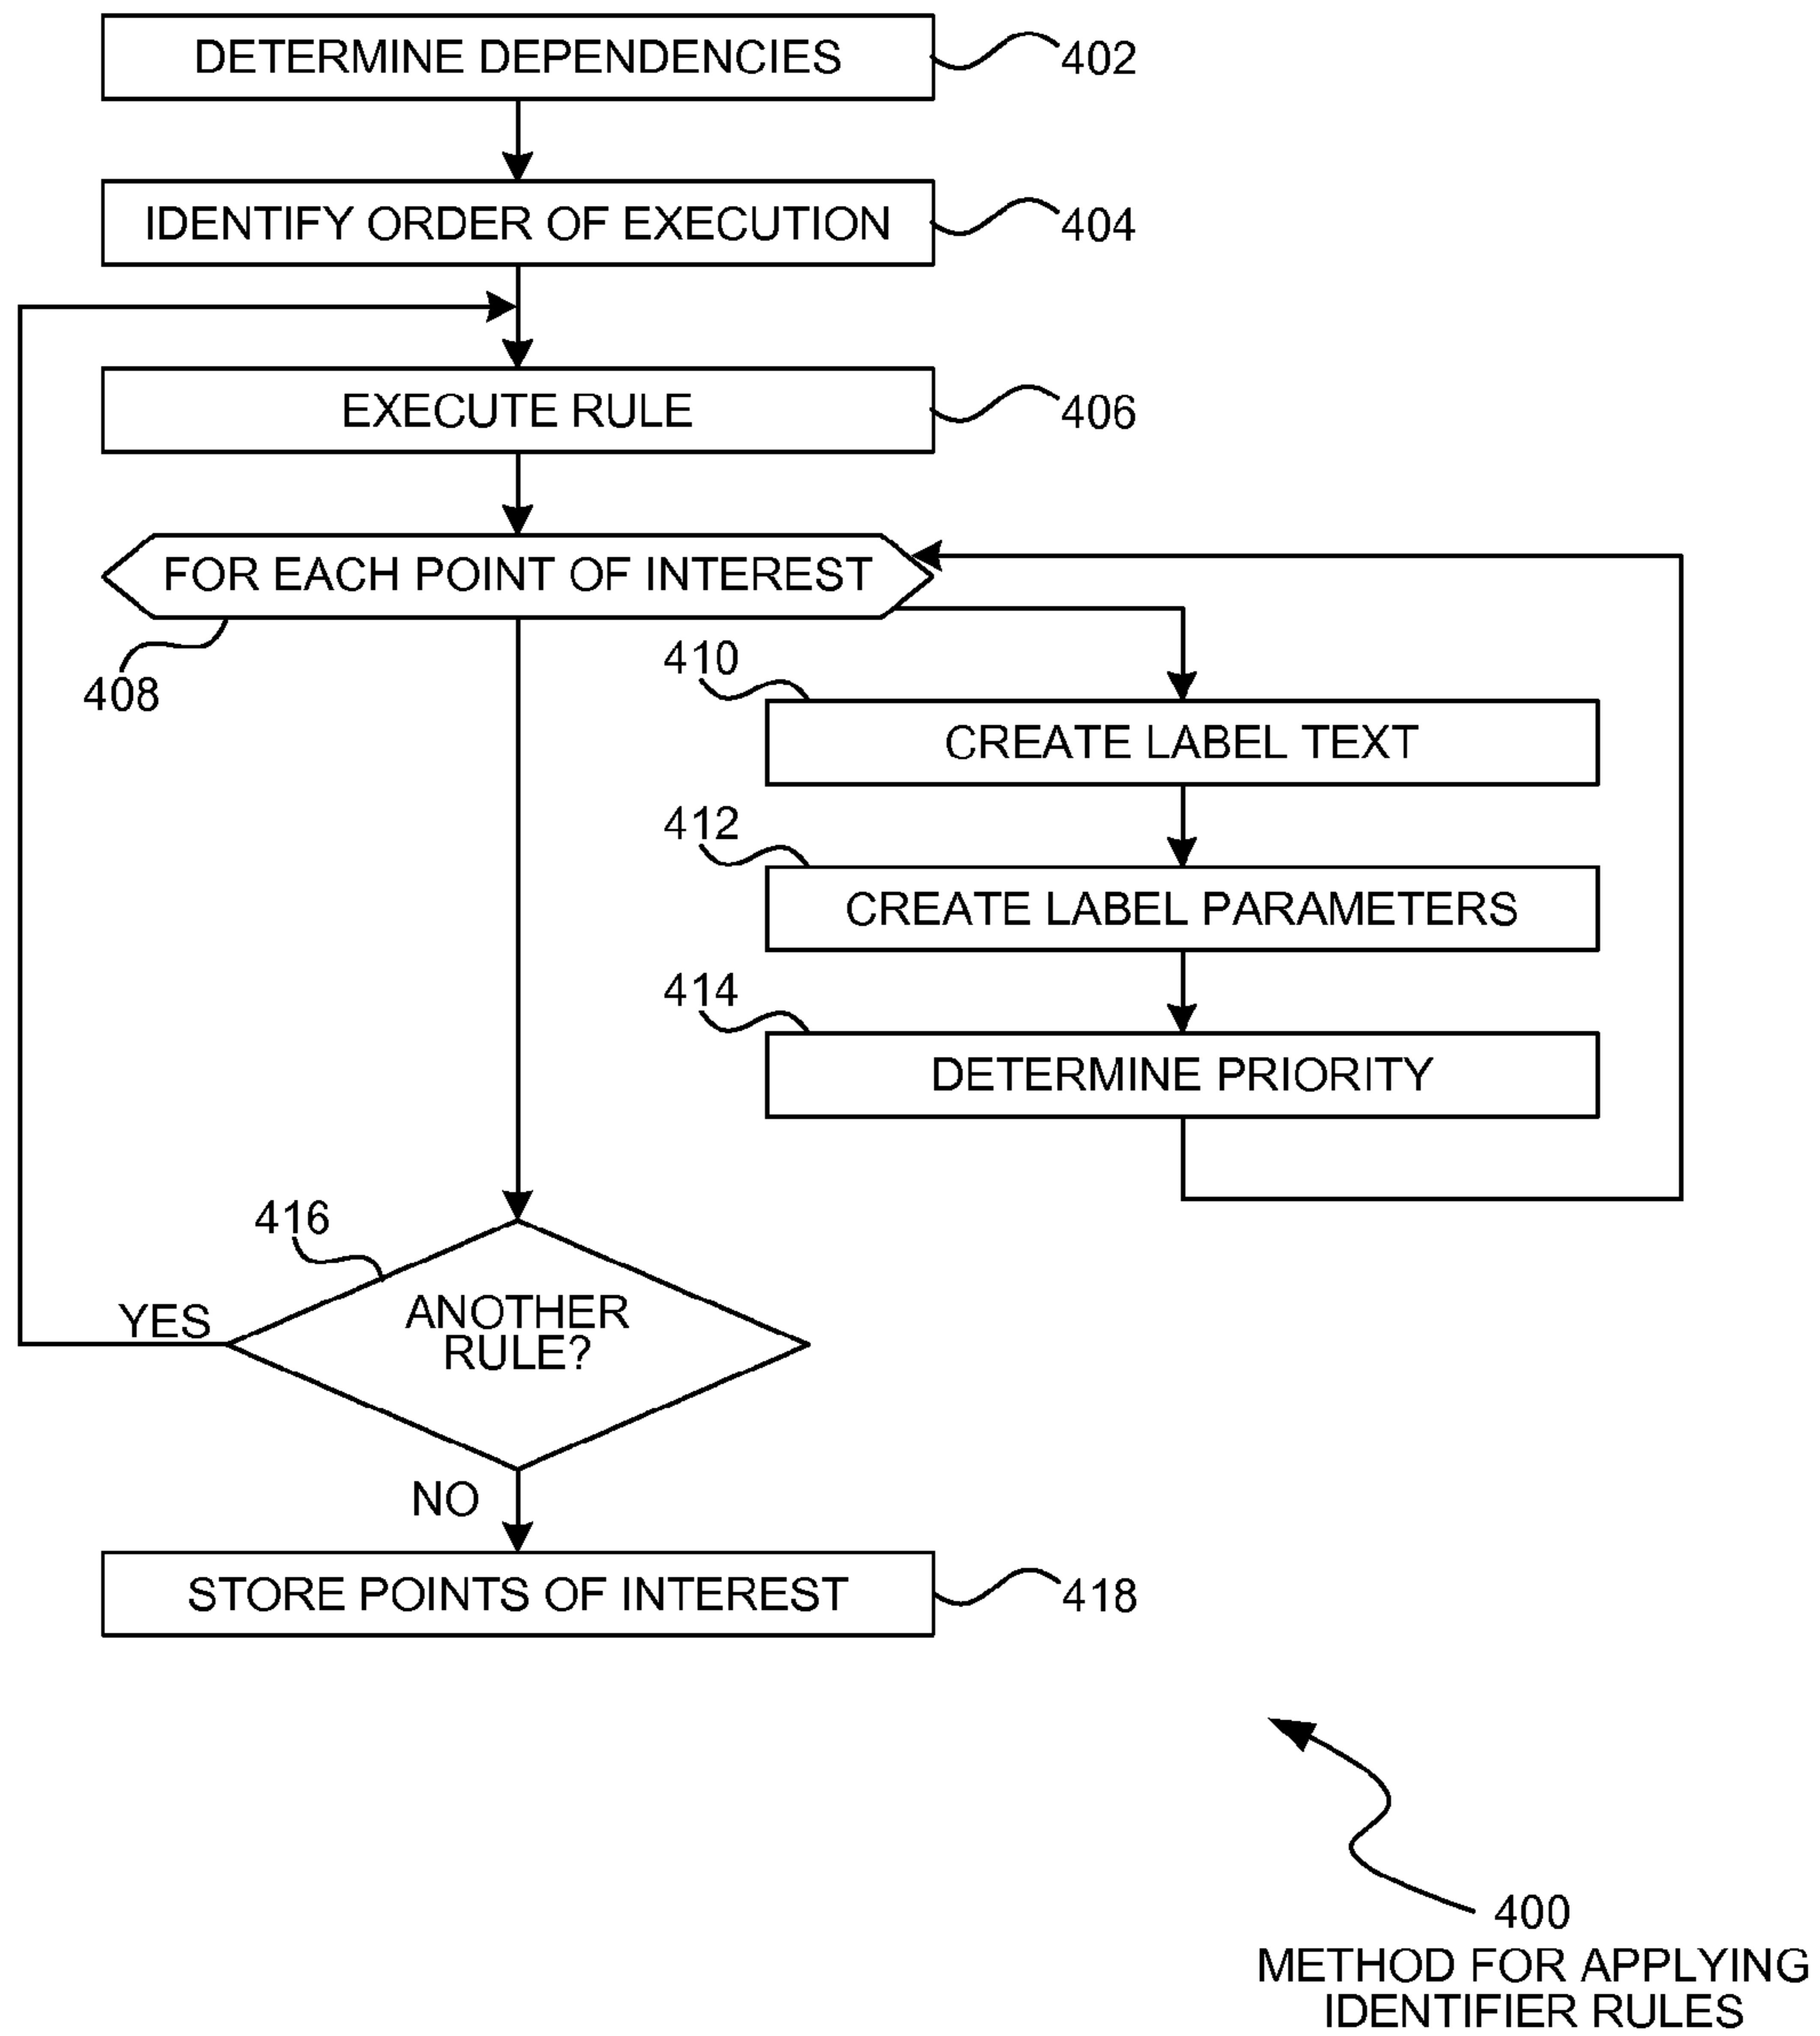 DETERMINE DEPENDENCIES
402
IDENTIFY ORDER OF EXECUTION
404
EXECUTE RULE
406
FOR EACH POINT OF INTEREST
408
410
CREATE LABEL TEXT
412
CREATE LABEL PARAMETERS
414
DETERMINE PRIORITY
416
YES
ANOTHER
RULE?
NO
STORE POINTS OF INTEREST
418
400
METHOD FOR APPLYING
IDENTIFIER RULES